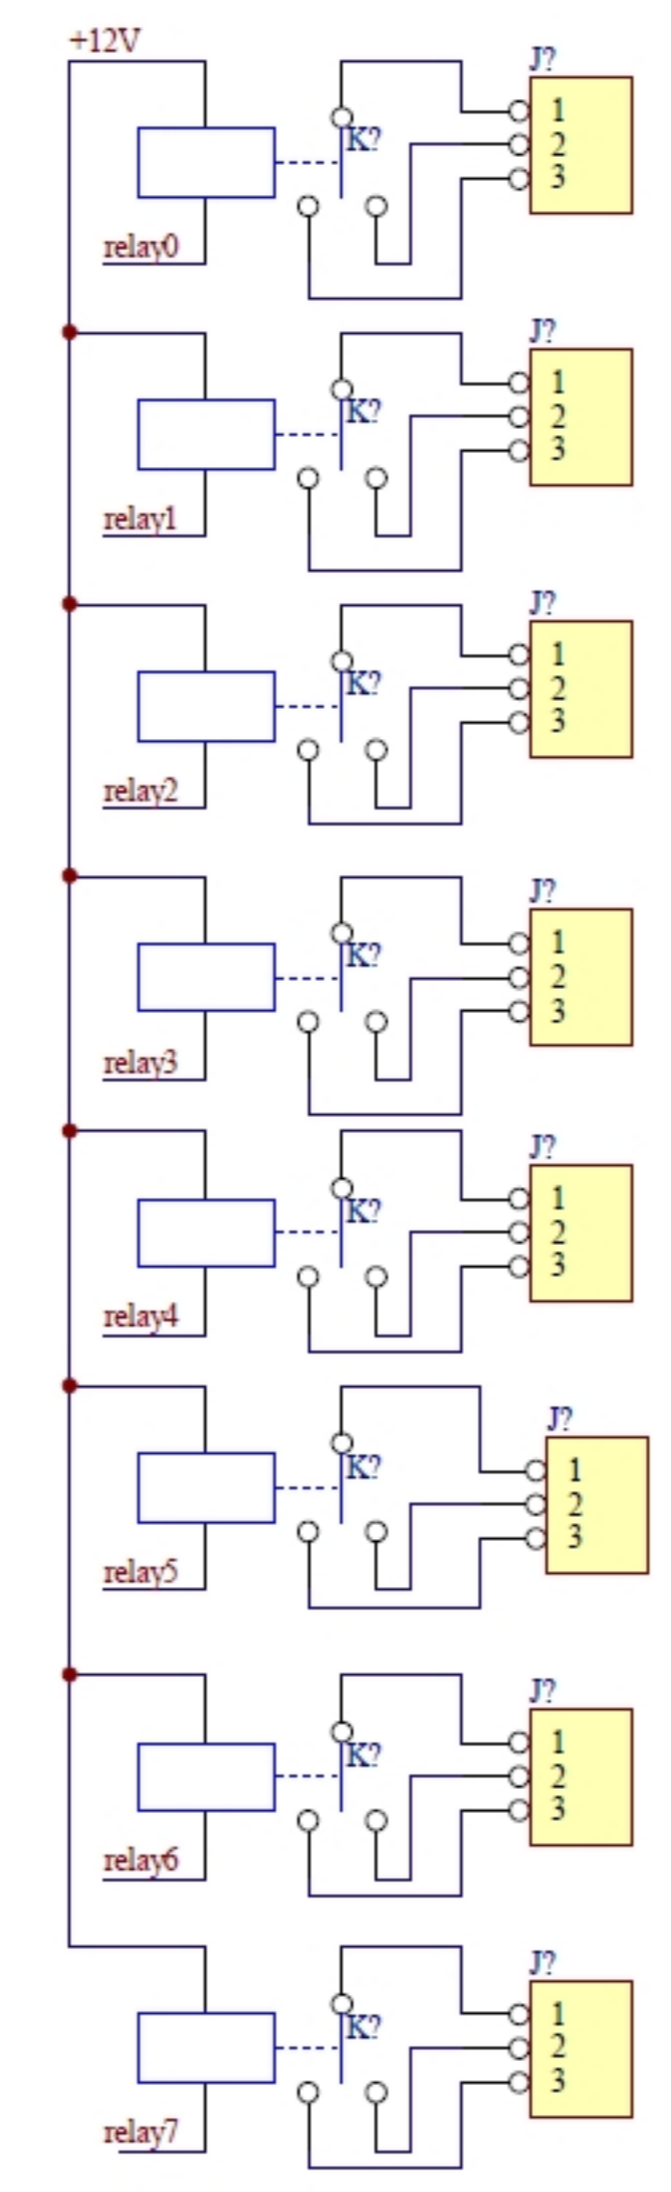 +12V
J?
1
K?
2
3
relay0
J?
1
K?
2
3
relay1
J?
1
K?
2
3
relay2
J?
1
K?
2
3
relay3
J?
1
K?
2
3
relay4
J?
1
K?
2
3
relay5
J?
1
K?
2
3
relay6
J?
1
K?
2
3
relay7